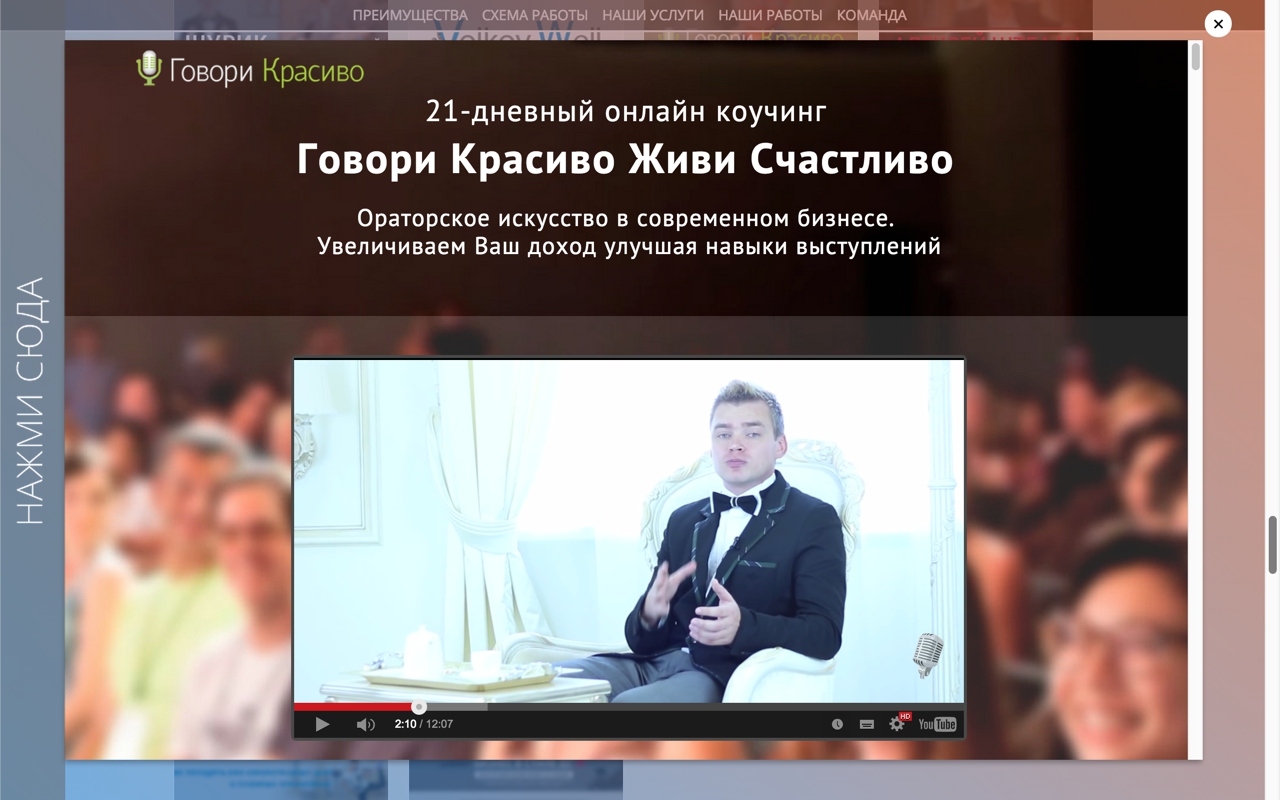 ПРЕИМУЩЕСТВА СХЕМА РАБОТЫ НАШИ УСЛУГИ НАШИ РАБОТЫ КОМАНДА
Говори Красиво
21-дневный онлайн коучинг
Говори Красиво Живи Счастливо
Ораторское искусство в современном бизнесе.
Увеличиваем Ваш доход улучшая навыки выступлений
НАЖМИ СЮДА
2:10 / 12:07
HD
YouTube